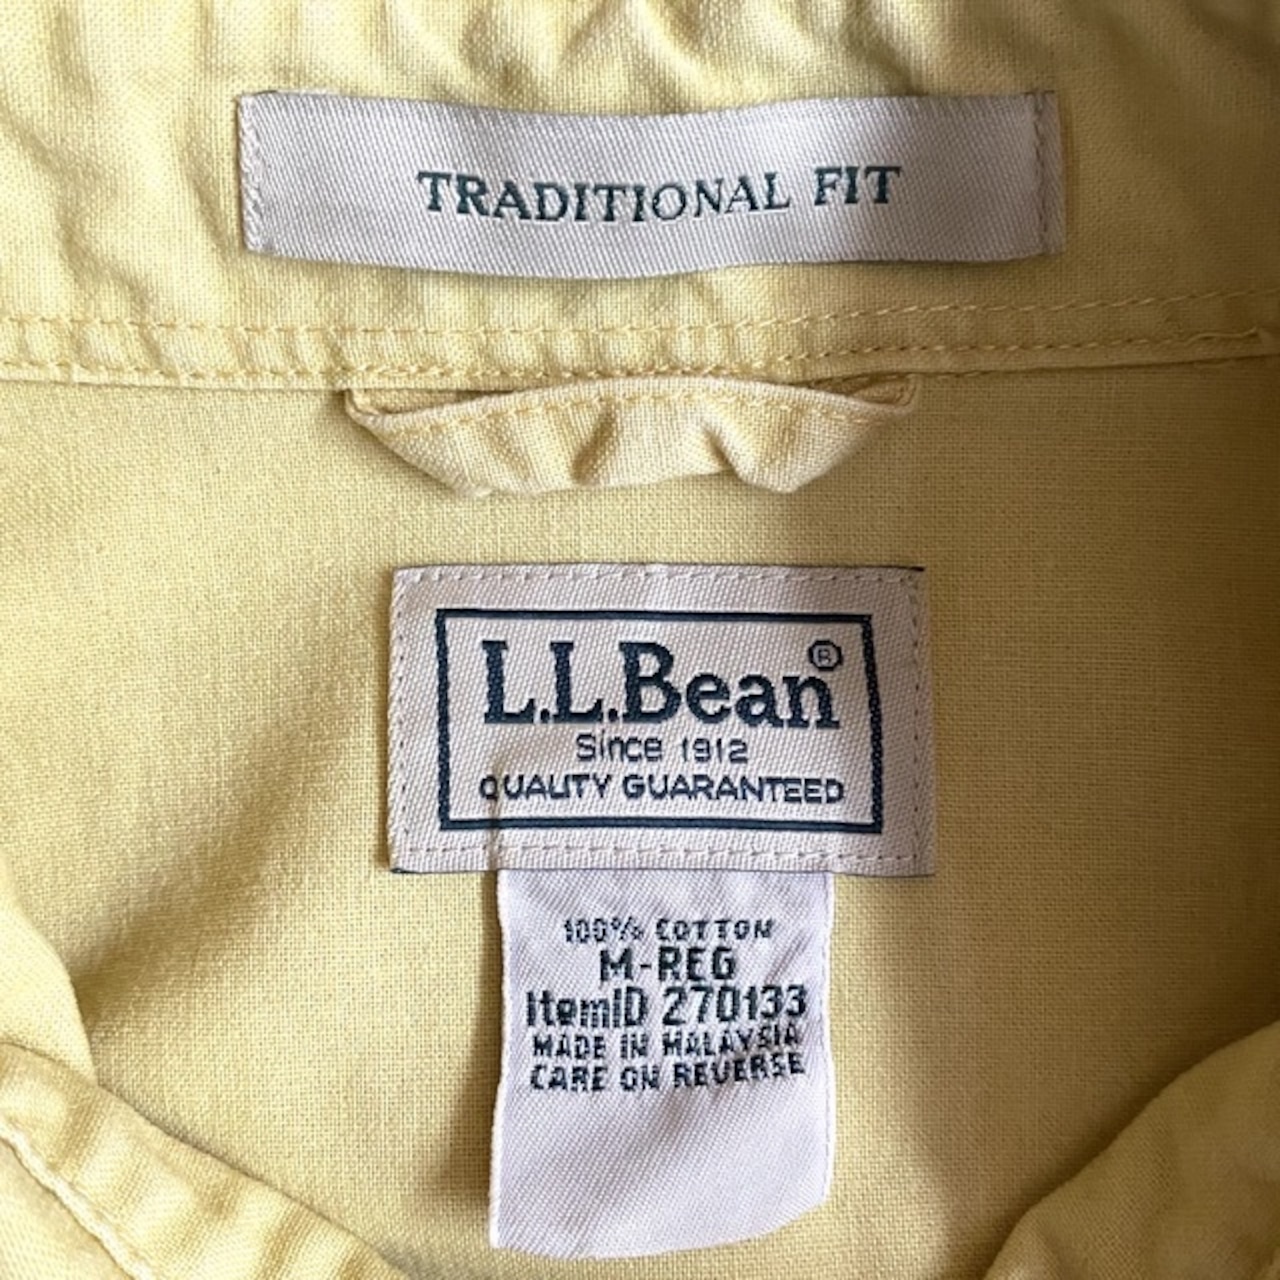 TRADITIONAL FIT
L.L.Bean®
Since 1912
QUALITY GUARANTEED
100% COTTON
M-REG
ItemID 270133
MADE IN MALAYSIA
CARE ON REVERSE